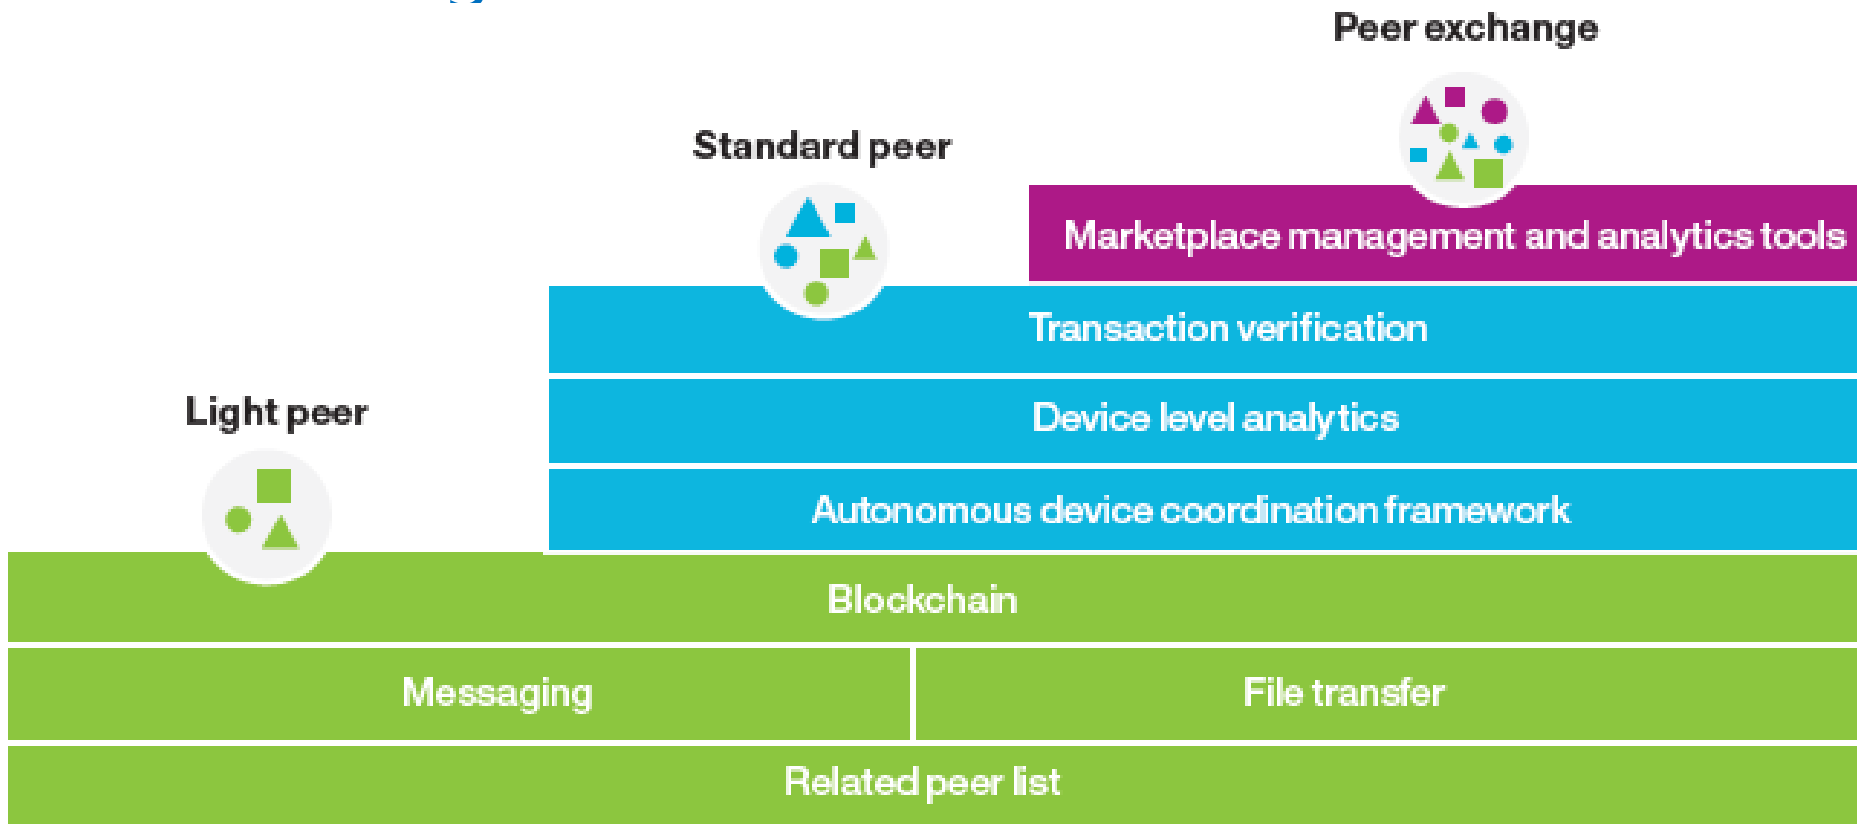 Peer exchange
Standard peer
Marketplace management and analytics tools
Transaction verification
Light peer
Device level analytics
Autonomous device coordination framework
Blockchain
Messaging
File transfer
Related peer list